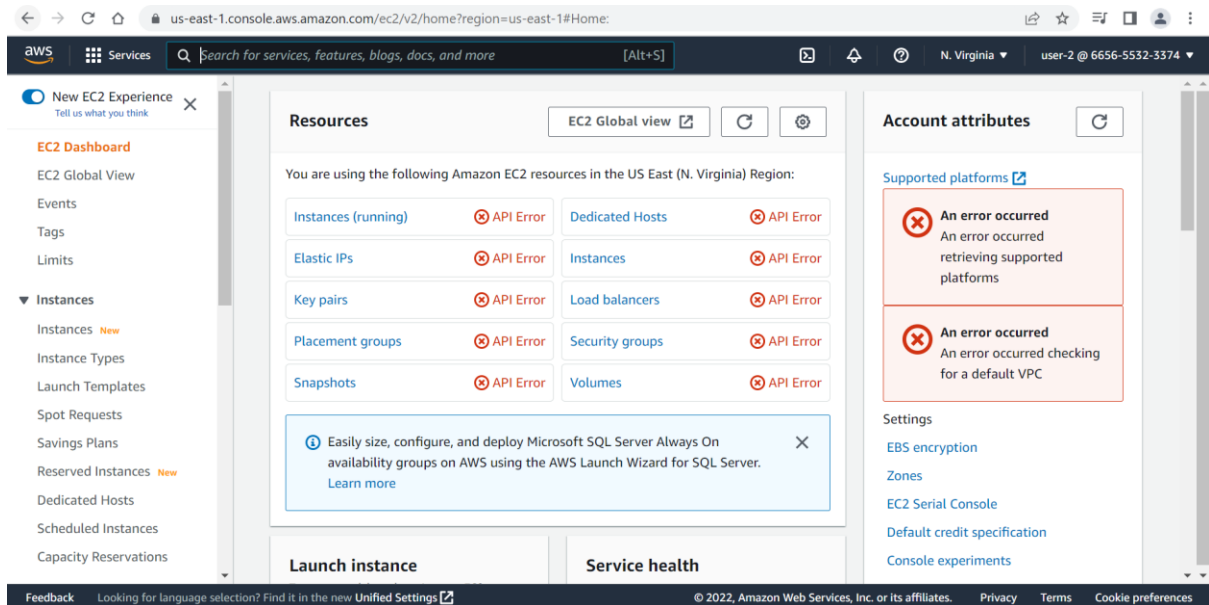 us-east-1.console.aws.amazon.com/ec2/v2/home?region=us-east-1#Home:
aws
Services
Search for services, features, blogs, docs, and more
[Alt+S]
N. Virginia ▼
user-2 @ 6656-5532-3374 ▼
New EC2 Experience
Tell us what you think
EC2 Dashboard
EC2 Global View
Events
Tags
Limits
Instances
Instances New
Instance Types
Launch Templates
Spot Requests
Savings Plans
Reserved Instances New
Dedicated Hosts
Scheduled Instances
Capacity Reservations
Resources
EC2 Global view
You are using the following Amazon EC2 resources in the US East (N. Virginia) Region:
Instances (running) API Error
Dedicated Hosts API Error
Elastic IPs API Error
Instances API Error
Key pairs API Error
Load balancers API Error
Placement groups API Error
Security groups API Error
Snapshots API Error
Volumes API Error
Easily size, configure, and deploy Microsoft SQL Server Always On
availability groups on AWS using the AWS Launch Wizard for SQL Server.
Learn more
Launch instance
Service health
Account attributes
Supported platforms
An error occurred
An error occurred
retrieving supported
platforms
An error occurred
An error occurred checking
for a default VPC
Settings
EBS encryption
Zones
EC2 Serial Console
Default credit specification
Console experiments
Feedback
Looking for language selection? Find it in the new Unified Settings
© 2022, Amazon Web Services, Inc. or its affiliates.
Privacy
Terms
Cookie preferences